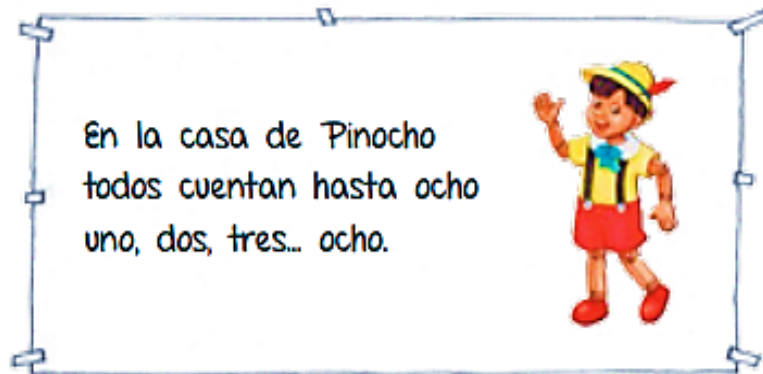 En la casa de Pinocho
todos cuentan hasta ocho
uno, dos, tres... ocho.